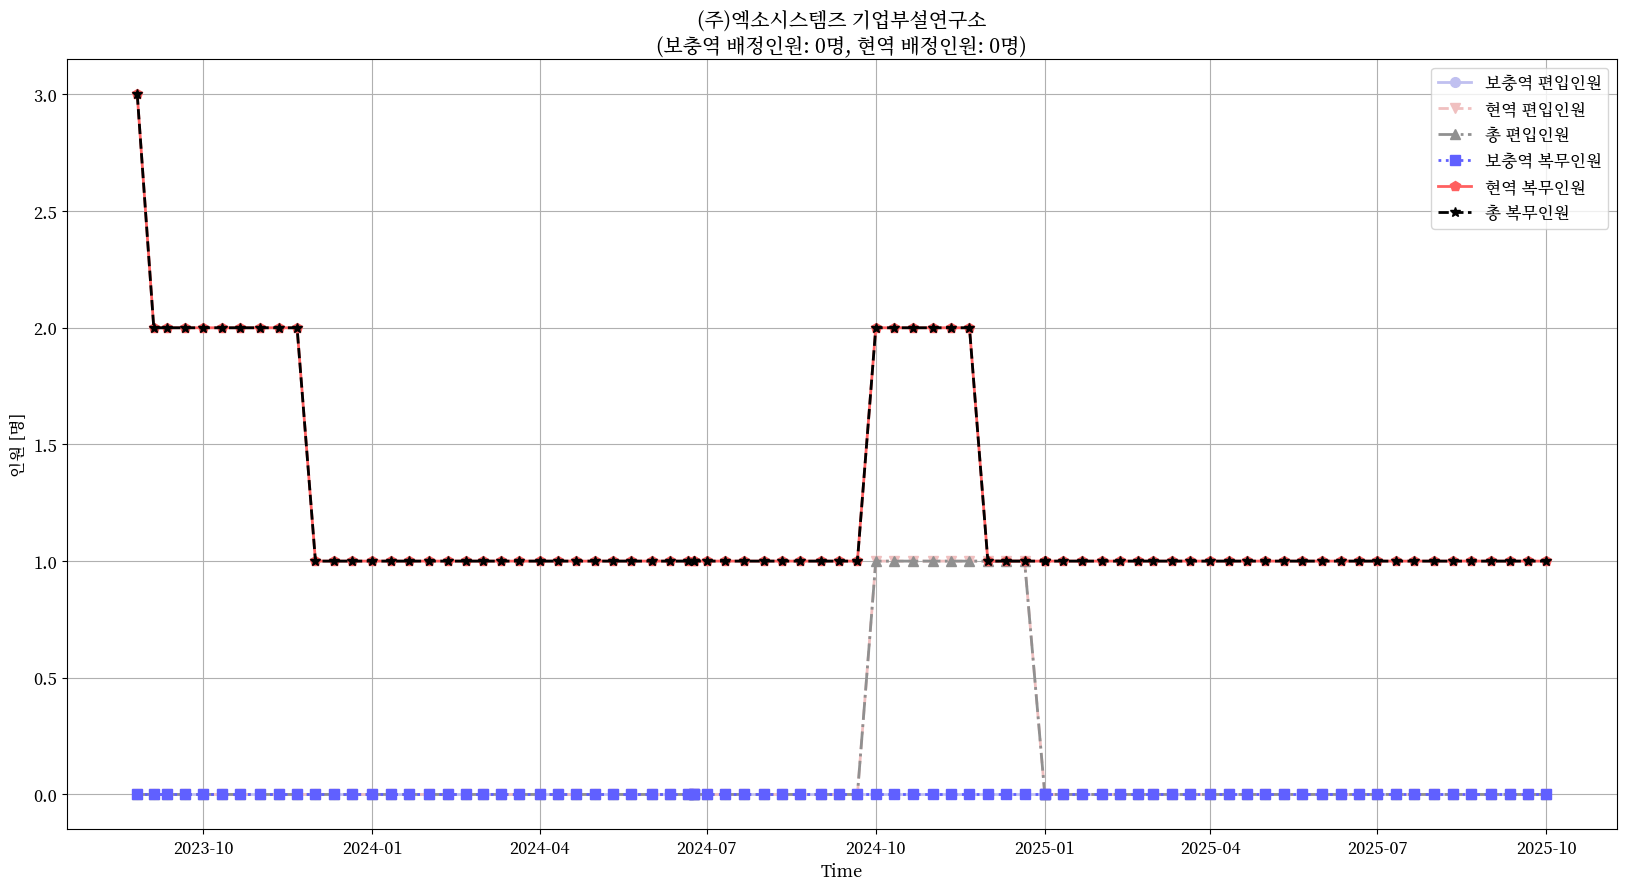 (주)엑소시스템즈 기업부설연구소
(보충역 배정인원: 0명, 현역 배정인원: 0명)
보충역 편입인원
현역 편입인원
총 편입인원
보충역 복무인원
현역 복무인원
총 복무인원
인원 [명]
3.0
2.5
2.0
1.5
1.0
0.5
0.0
2023-10 2024-01 2024-04 2024-07 2024-10 2025-01 2025-04 2025-07 2025-10
Time